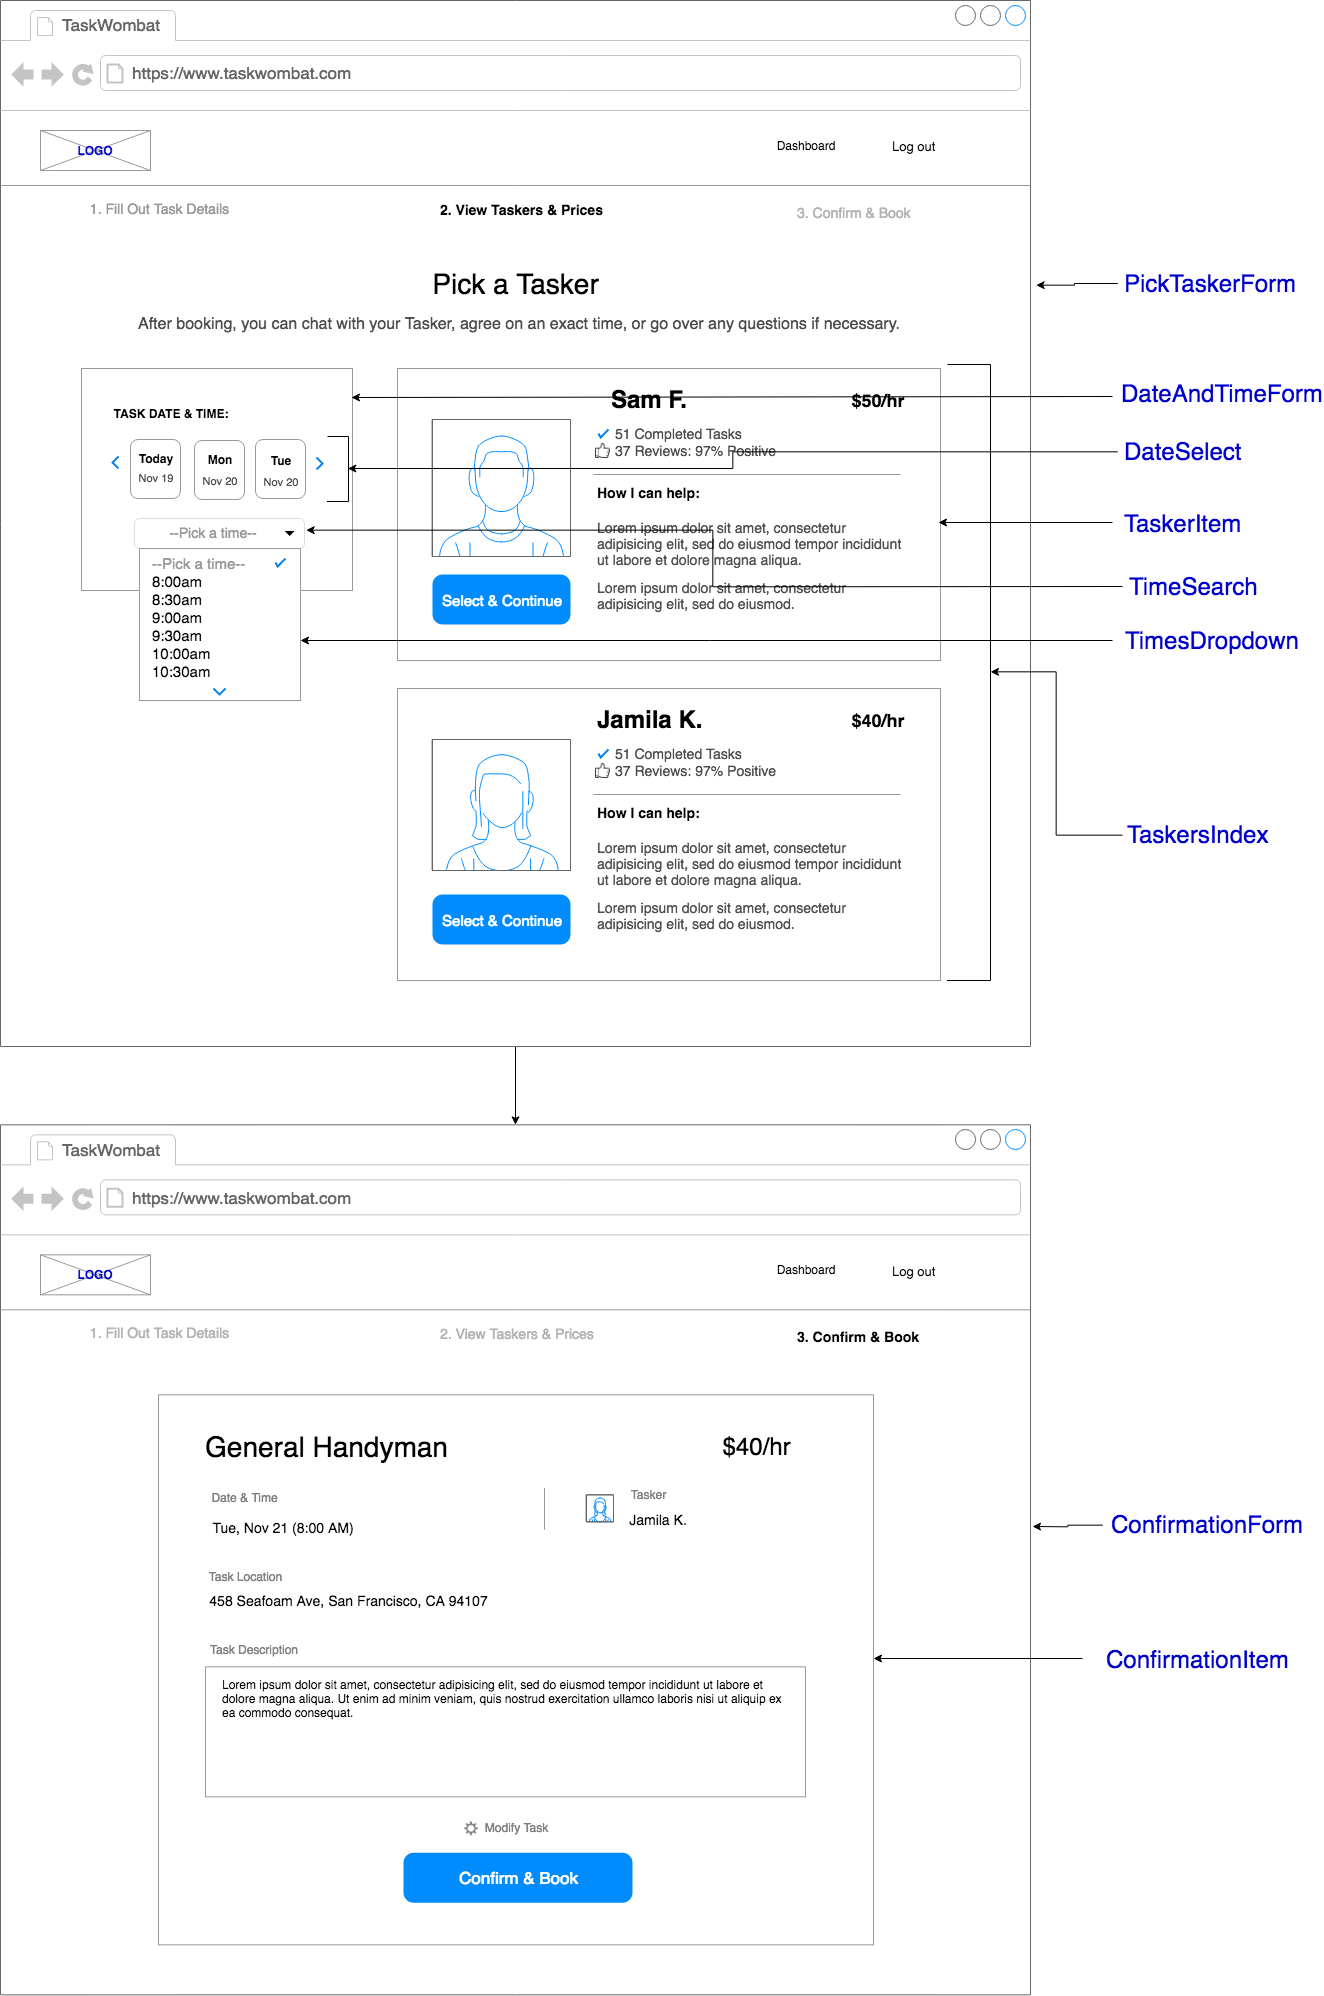 TaskWombat
https://www.taskwombat.com
LOGO
Dashboard
Log out
1. Fill Out Task Details
2. View Taskers & Prices
3. Confirm & Book
Pick a Tasker
PickTaskerForm
After booking, you can chat with your Tasker, agree on an exact time, or go over any questions if necessary.
TASK DATE & TIME:
Today
Nov 19
Mon
Nov 20
Tue
Nov 20
--Pick a time--
--Pick a time--
8:00am
8:30am
9:00am
9:30am
10:00am
10:30am
Sam F.
$50/hr
51 Completed Tasks
37 Reviews: 97% Positive
How I can help:
Lorem ipsum dolor sit amet, consectetur
adipisicing elit, sed do eiusmod tempor incididunt
ut labore et dolore magna aliqua.
Lorem ipsum dolor sit amet, consectetur
adipisicing elit, sed do eiusmod.
Select & Continue
Jamila K.
$40/hr
51 Completed Tasks
37 Reviews: 97% Positive
How I can help:
Lorem ipsum dolor sit amet, consectetur
adipisicing elit, sed do eiusmod tempor incididunt
ut labore et dolore magna aliqua.
Lorem ipsum dolor sit amet, consectetur
adipisicing elit, sed do eiusmod.
Select & Continue
DateAndTimeForm
DateSelect
TaskerItem
TimeSearch
TimesDropdown
TaskersIndex
TaskWombat
https://www.taskwombat.com
LOGO
Dashboard
Log out
1. Fill Out Task Details
2. View Taskers & Prices
3. Confirm & Book
General Handyman
$40/hr
Date & Time
Tue, Nov 21 (8:00 AM)
Tasker
Jamila K.
Task Location
458 Seafoam Ave, San Francisco, CA 94107
Task Description
Lorem ipsum dolor sit amet, consectetur adipisicing elit, sed do eiusmod tempor incididunt ut labore et
dolore magna aliqua. Ut enim ad minim veniam, quis nostrud exercitation ullamco laboris nisi ut aliquip ex
ea commodo consequat.
Modify Task
Confirm & Book
ConfirmationForm
ConfirmationItem